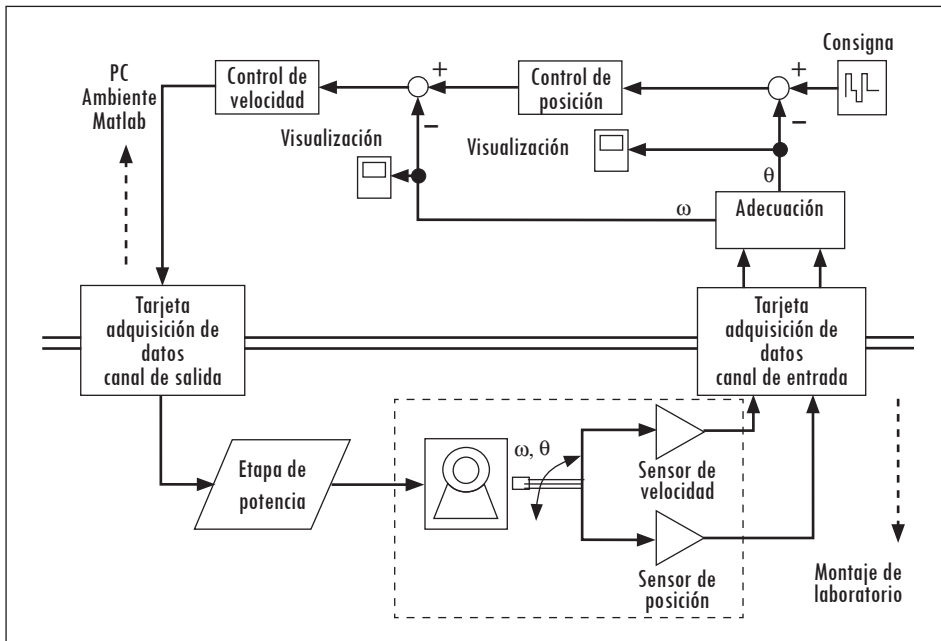 Consigna
PC
Ambiente
Matlab
Control de
velocidad
+
Control de
posición
+
−
−
Visualización
Visualización
θ
ω
Adecuación
Tarjeta
adquisición de
datos
canal de salida
Tarjeta
adquisición de
datos
canal de entrada
Etapa de
potencia
ω, θ
Sensor de
velocidad
Sensor de
posición
Montaje de
laboratorio